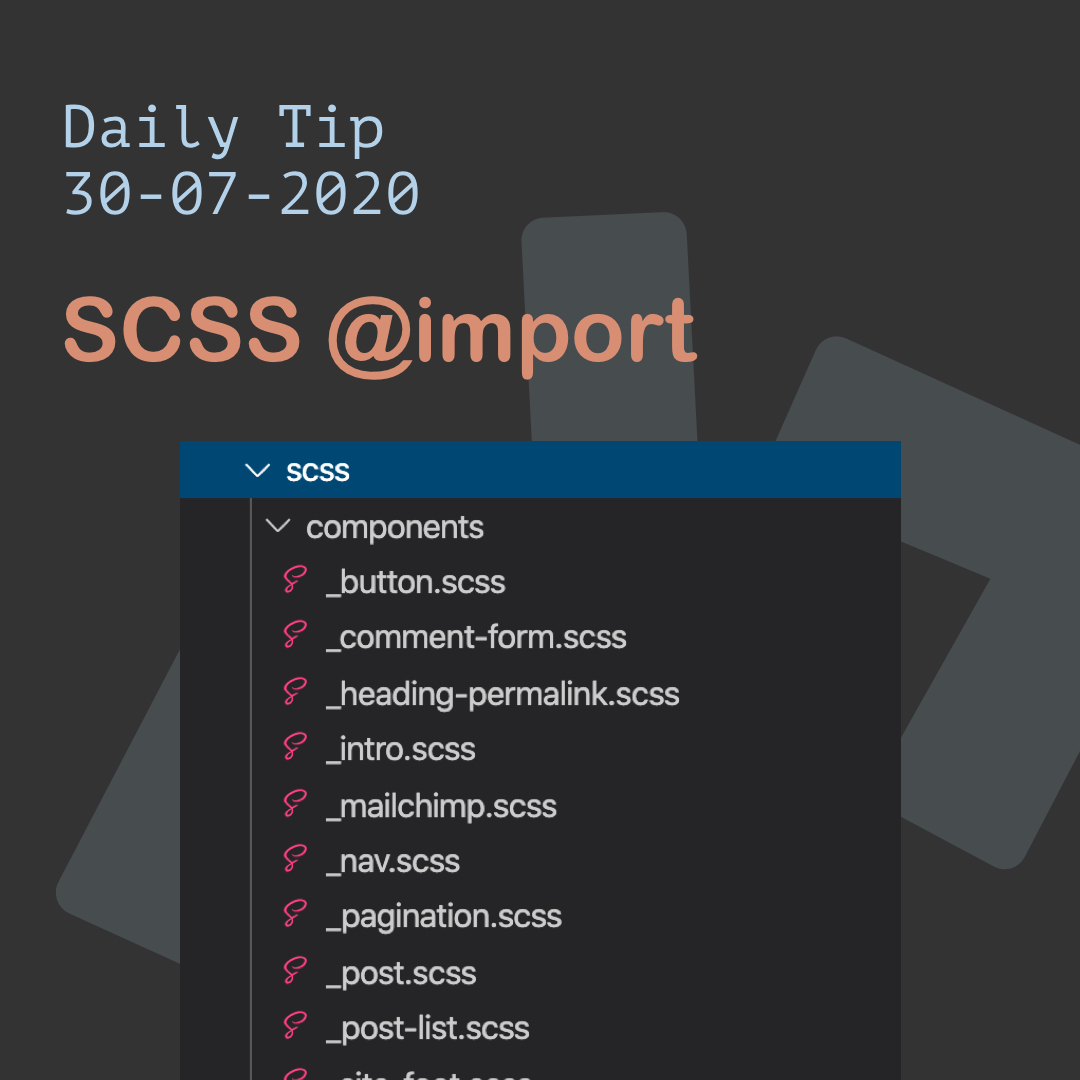 Daily Tip
30-07-2020
SCSS @import
scss
components
_button.scss
_comment-form.scss
_heading-permalink.scss
_intro.scss
_mailchimp.scss
_nav.scss
_pagination.scss
_post.scss
_post-list.scss